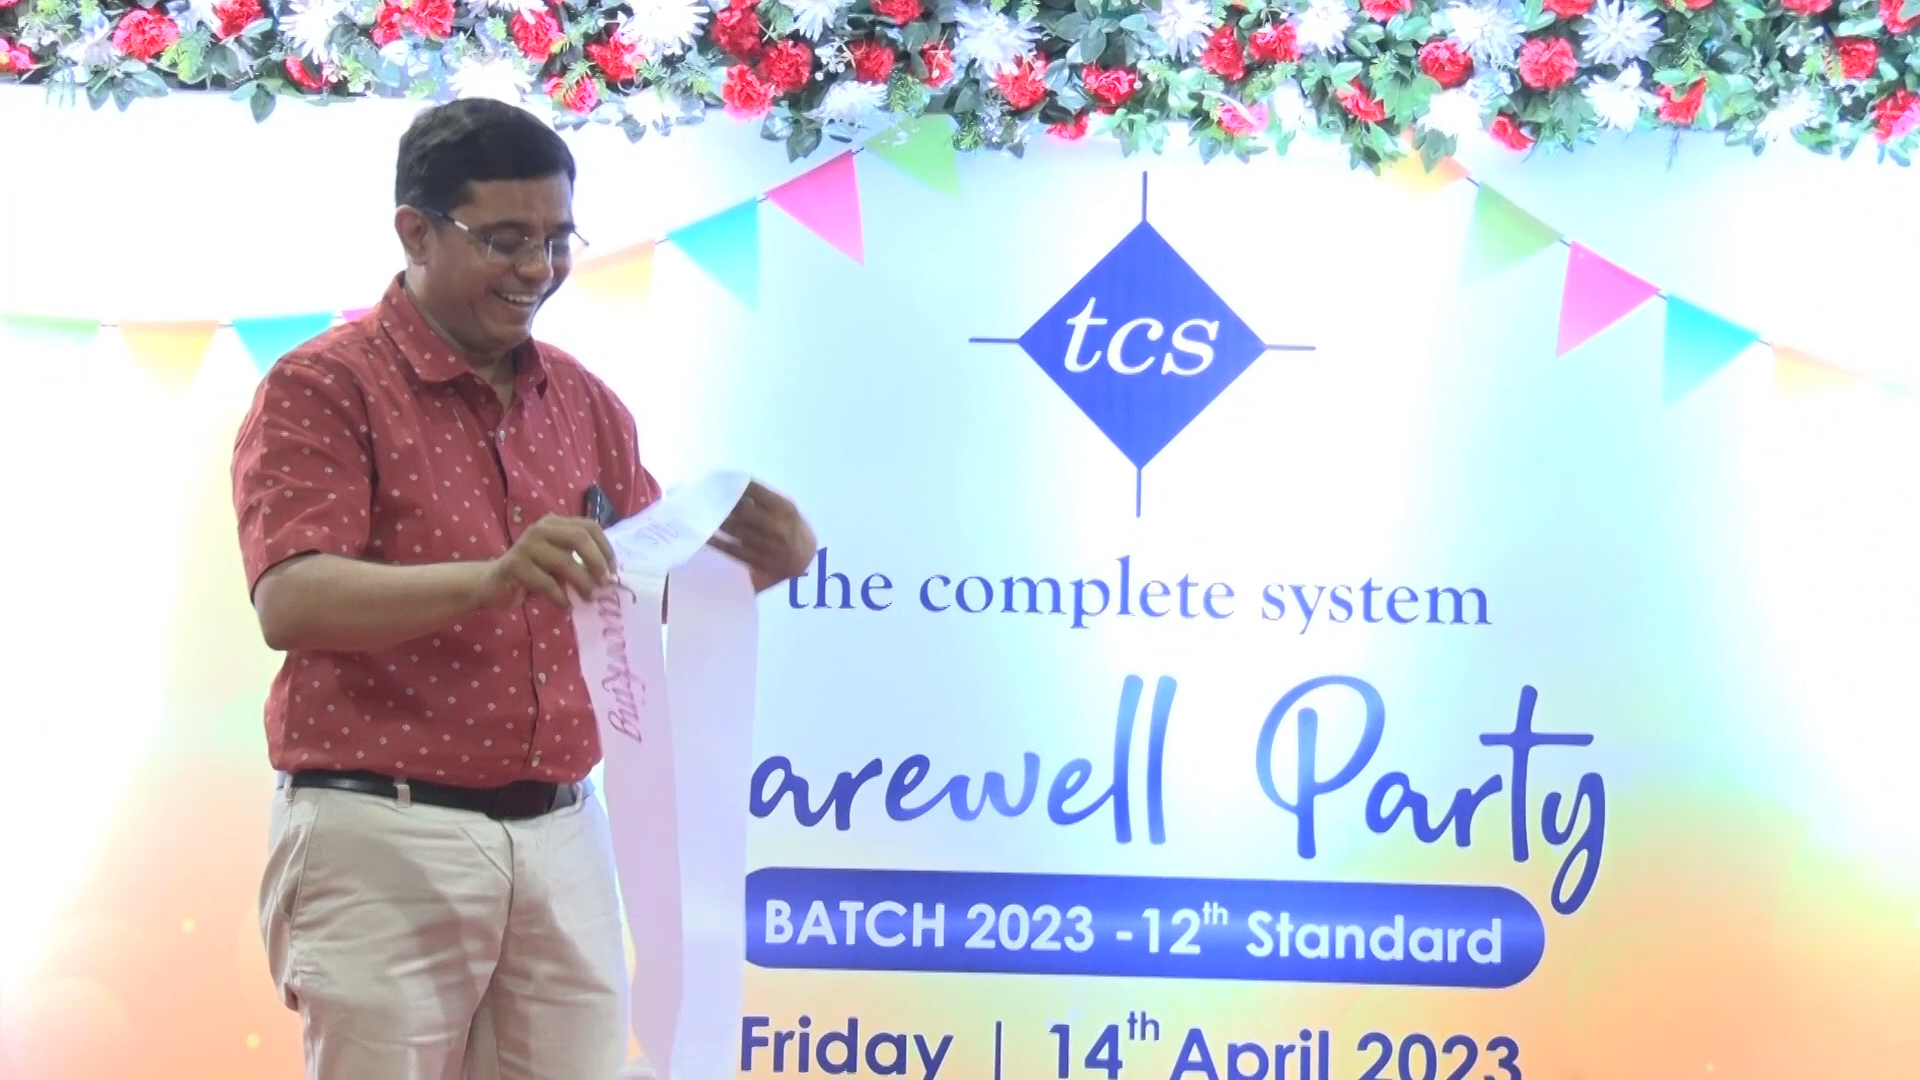 tcs
the complete system
arewell Party
BATCH 2023 -12th Standard
Friday | 14th April 2023